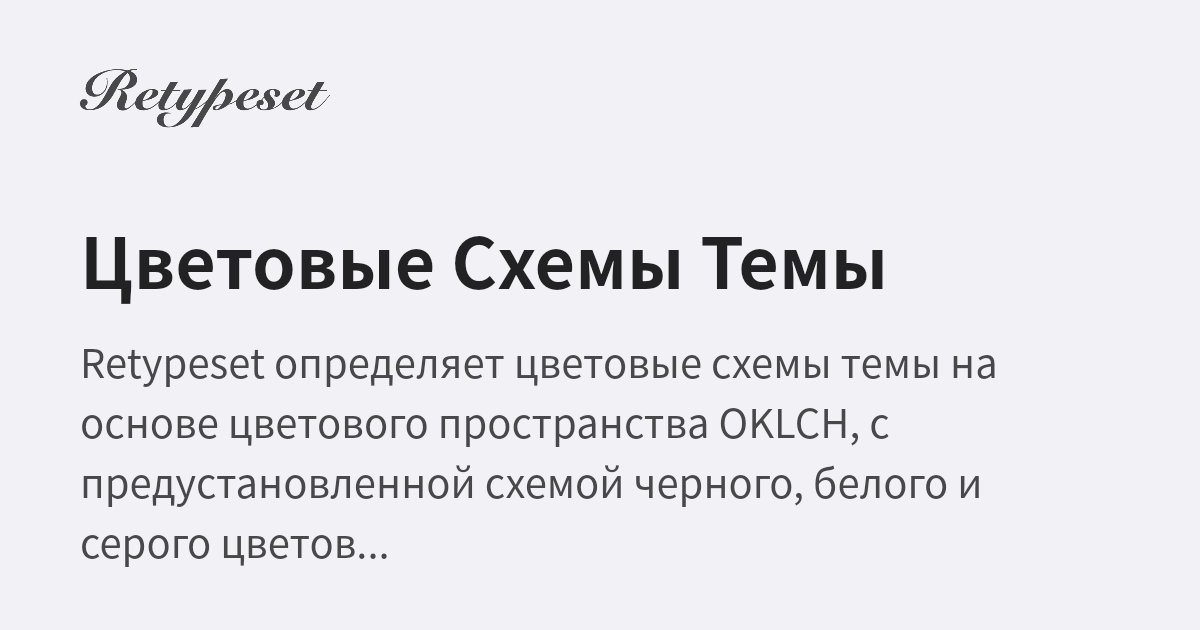 Retypeset
Цветовые Схемы Темы
Retypeset определяет цветовые схемы темы на
основе цветового пространства OKLCH, с
предустановленной схемой черного, белого и
серого цветов...